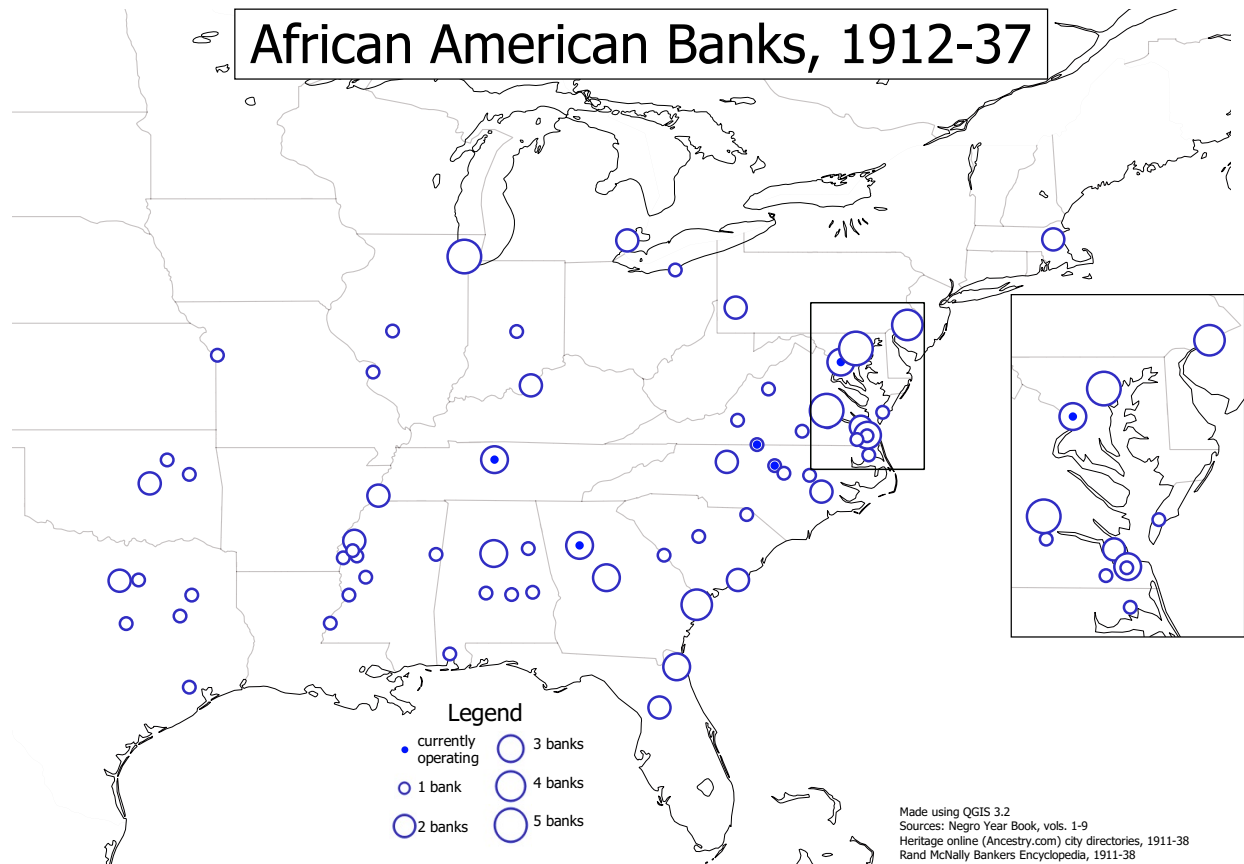 African American Banks, 1912-37
Legend
currently
operating
1 bank
2 banks
3 banks
4 banks
5 banks
Made using QGIS 3.2
Sources: Negro Year Book, vols. 1-9
Heritage online (Ancestry.com) city directories, 1911-38
Rand McNally Bankers Encyclopedia, 1911-38